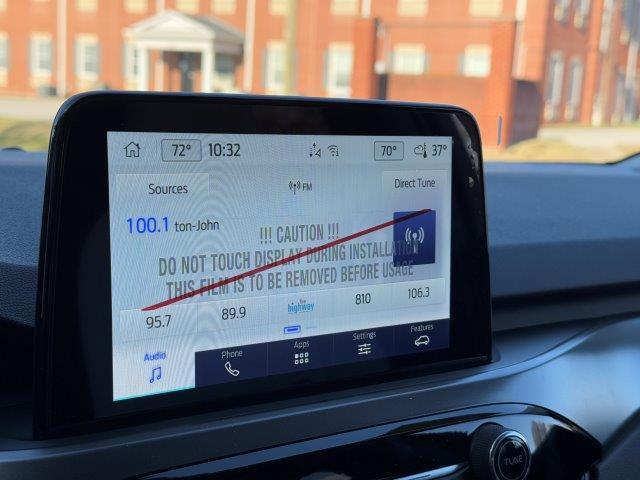 72° 10:32 70° 37°
Sources FM Direct Tune
100.1 ton-John
!!! CAUTION !!!
DO NOT TOUCH DISPLAY DURING INSTALLATION
THIS FILM IS TO BE REMOVED BEFORE USAGE
95.7 89.9 the highway 810 106.3
Audio Phone Apps Settings Features
TUNE